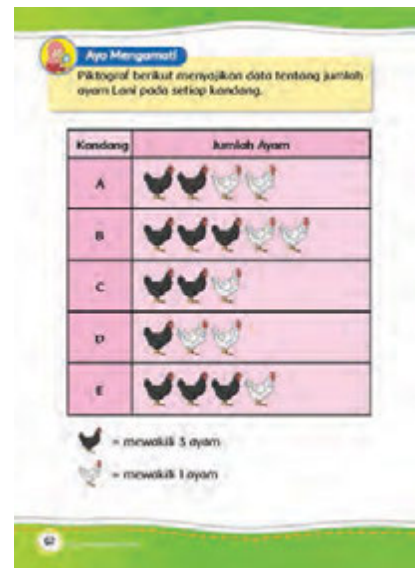 Ayo Mengamati
Piktograf berikut menyajikan data tentang jumlah
ayam Lani pada setiap kandang.
Kandang Jumlah Ayam
A
B
C
D
E
= mewakili 5 ayam
= mewakili 1 ayam